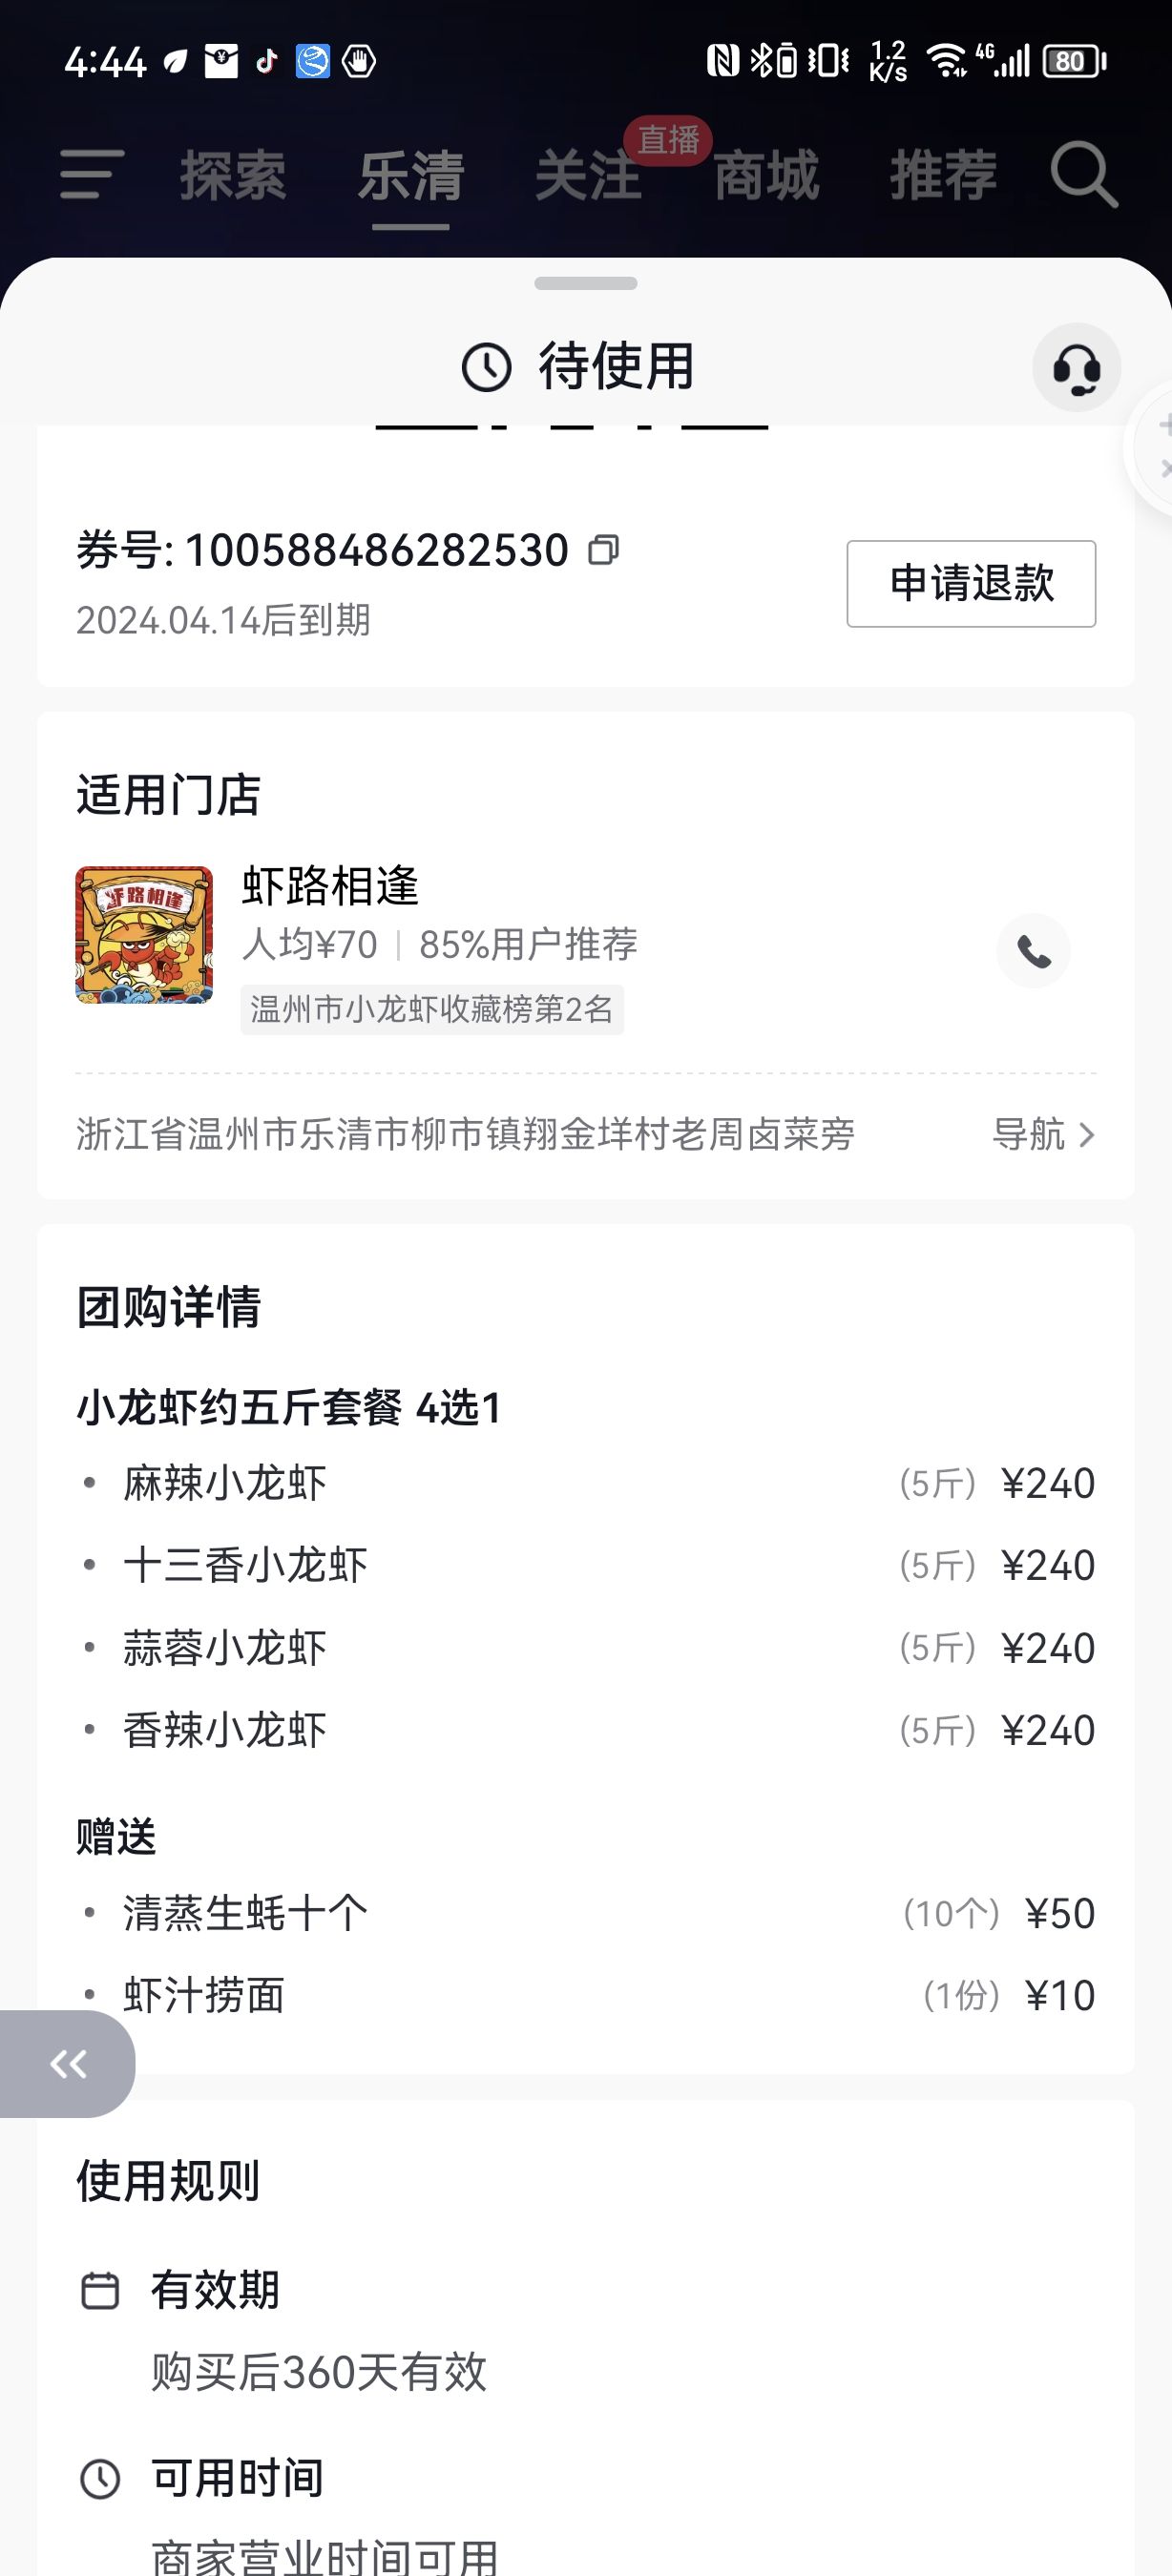 4:44
1.2
K/s
4G
80
探索
乐清
关注
直播
商城
推荐
待使用
券号: 100588486282530
2024.04.14后到期
申请退款
适用门店
虾路相逢
虾路相逢
人均¥70
85%用户推荐
温州市小龙虾收藏榜第2名
浙江省温州市乐清市柳市镇翔金垟村老周卤菜旁
导航
团购详情
小龙虾约五斤套餐 4选1
麻辣小龙虾 (5斤) ¥240
十三香小龙虾 (5斤) ¥240
蒜蓉小龙虾 (5斤) ¥240
香辣小龙虾 (5斤) ¥240
赠送
清蒸生蚝十个 (10个) ¥50
虾汁捞面 (1份) ¥10
使用规则
有效期
购买后360天有效
可用时间
商家营业时间可用